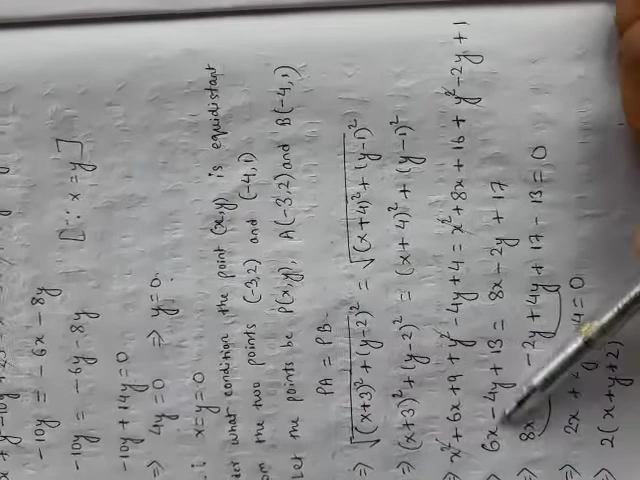 -10y = -6x - 8y
-10y = -6y - 8y [∵ x = y]
-10y + 14y = 0
⇒ 4y = 0 ⇒ y = 0.
x = y = 0
what condition, the point (x,y) is equidistant
the two points (-3,2) and (-4,1)
Let the points be P(x,y), A(-3,2) and B(-4,1)
PA = PB.
⇒ √(x+3)² + (y-2)² = √(x+4)² + (y-1)²
⇒ (x+3)² + (y-2)² = (x+4)² + (y-1)²
⇒ x² + 6x + 9 + y² - 4y + 4 = x² + 8x + 16 + y² - 2y + 1
⇒ 6x - 4y + 13 = 8x - 2y + 17
⇒ 8x - 2y + 4y + 17 - 13 = 0
⇒ 2x + 4 = 0
⇒ 2(x+y+2)